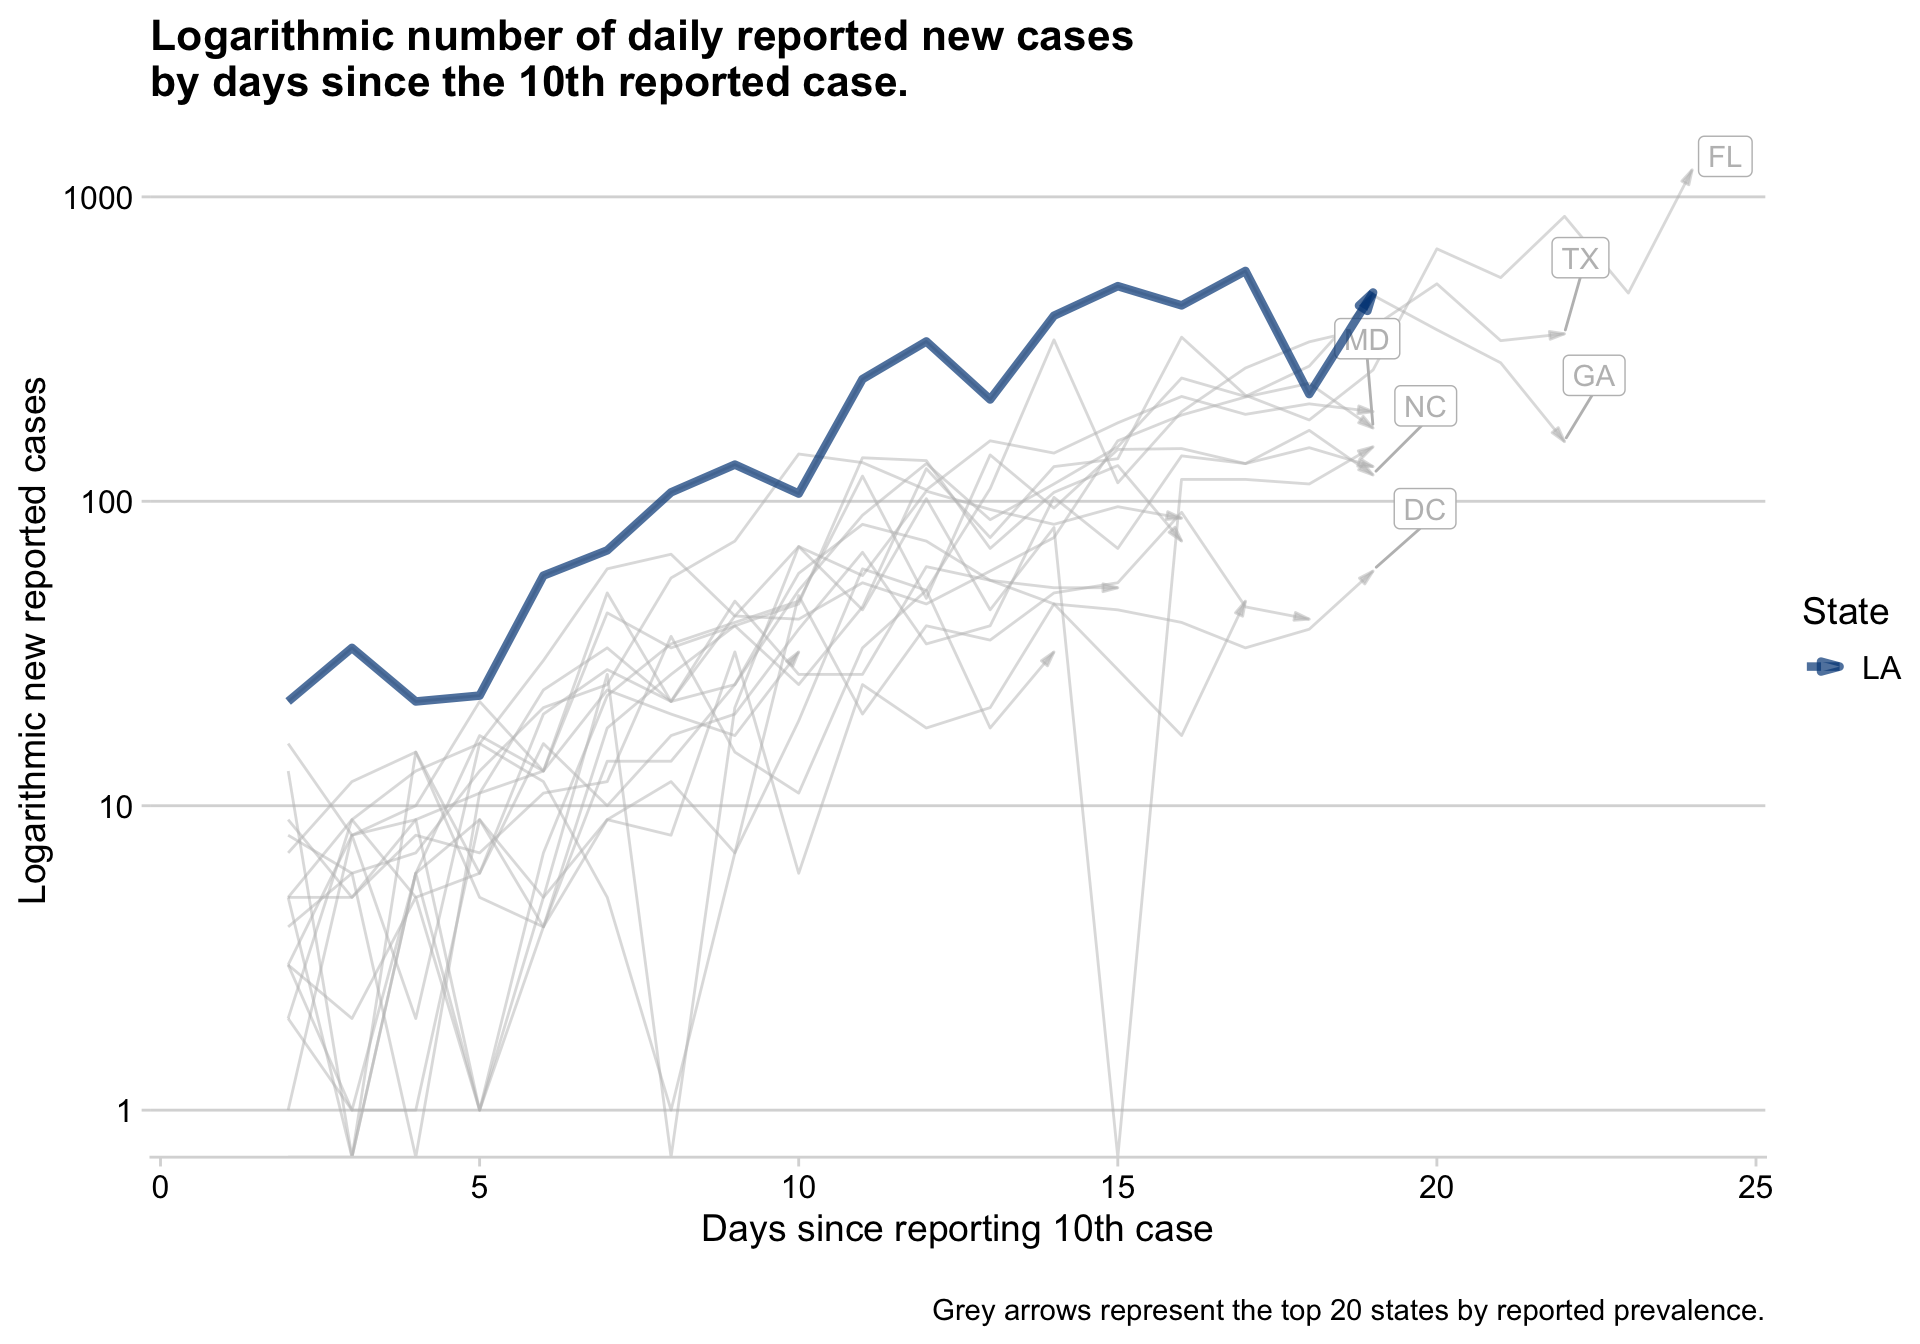 Logarithmic number of daily reported new cases
by days since the 10th reported case.
Logarithmic new reported cases
1000
100
10
1
FL
TX
MD
GA
NC
DC
State
LA
0 5 10 15 20 25
Days since reporting 10th case
Grey arrows represent the top 20 states by reported prevalence.